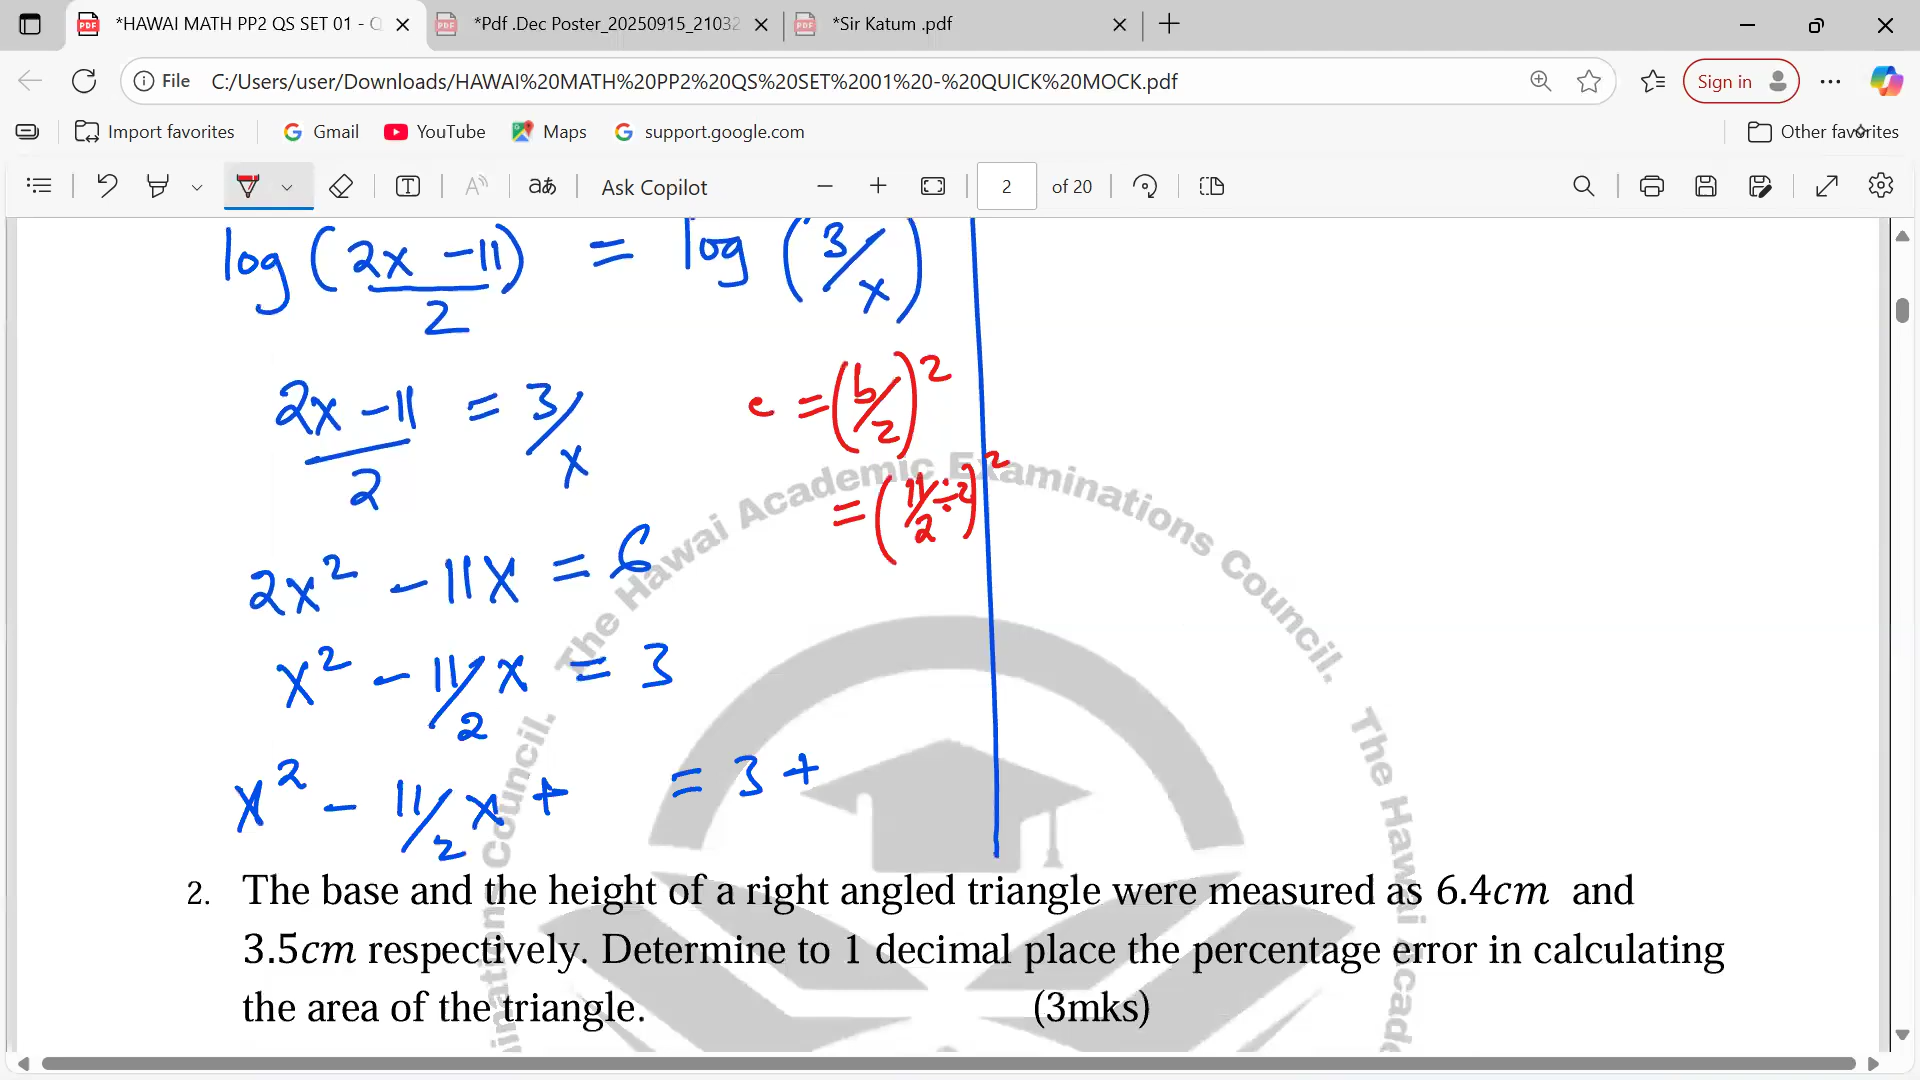 *HAWAI MATH PP2 QS SET 01 - Q
*Pdf .Dec Poster_20250915_21032
*Sir Katum .pdf
File C:/Users/user/Downloads/HAWAI%20MATH%20PP2%20QS%20SET%2001%20-%20QUICK%20MOCK.pdf
Sign in
Import favorites
Gmail
YouTube
Maps
support.google.com
Other favorites
Ask Copilot
2 of 20
log (2x - 11)/2 = log (3/x)
(2x - 11)/2 = 3/x
c = (b/2)²
= (11/2 ÷ 2)²
2x² - 11x = 6
x² - 11/2 x = 3
x² - 11/2 x + = 3 +
The Hawai Academic Examinations Council.
2. The base and the height of a right angled triangle were measured as 6.4cm and
3.5cm respectively. Determine to 1 decimal place the percentage error in calculating
the area of the triangle. (3mks)